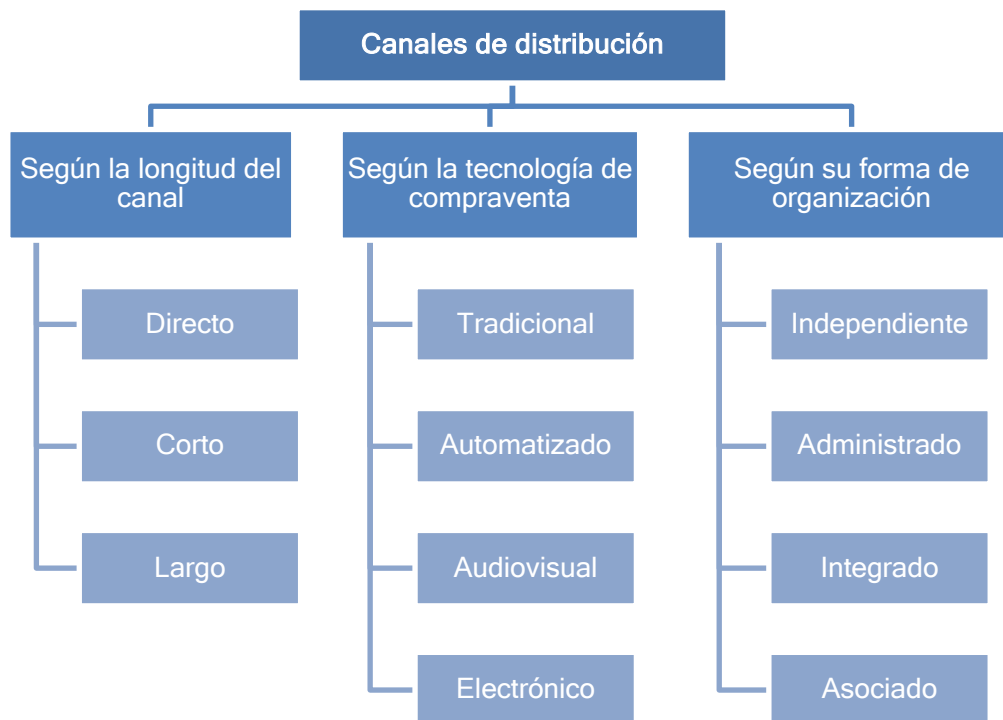 Canales de distribución
Según la longitud del
canal
Según la tecnología de
compraventa
Según su forma de
organización
Directo
Tradicional
Independiente
Corto
Automatizado
Administrado
Largo
Audiovisual
Integrado
Electrónico
Asociado